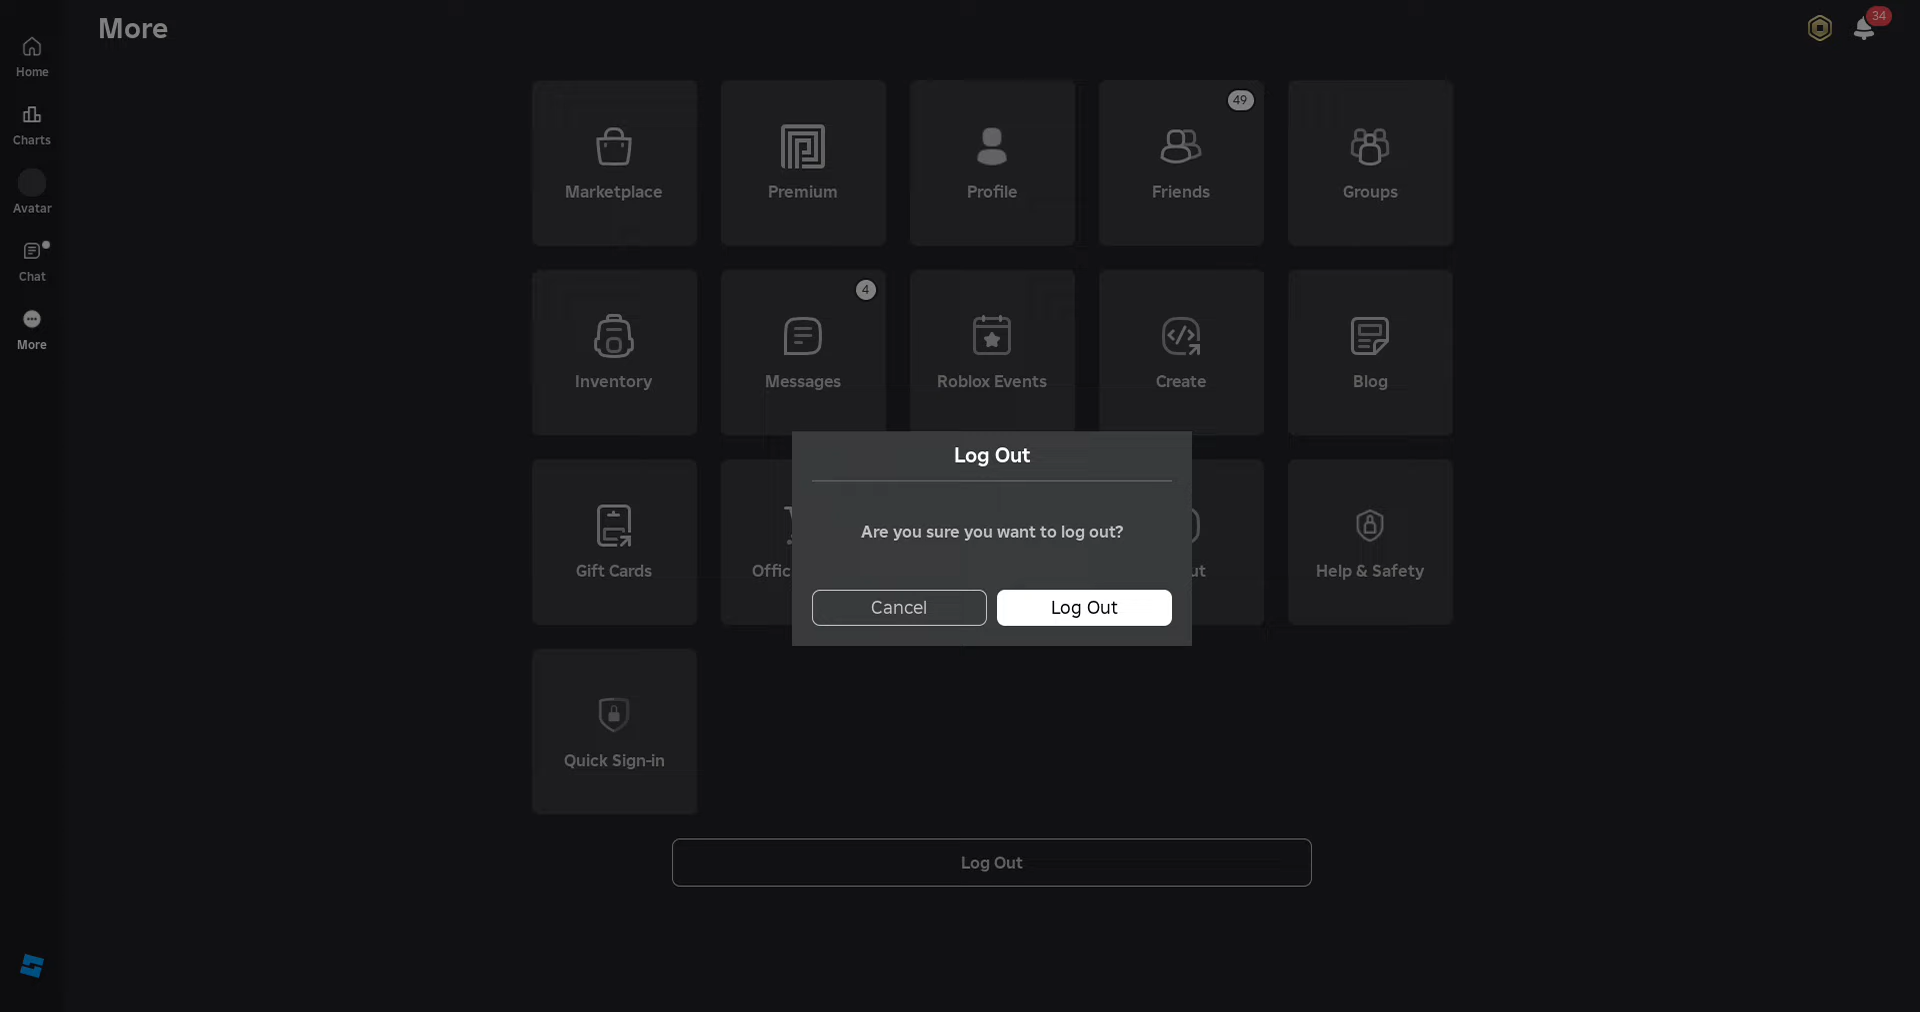 More
34
Home
Charts
Avatar
Chat
More
49
Marketplace
Premium
Profile
Friends
Groups
4
Inventory
Messages
Roblox Events
Create
Blog
Log Out
Are you sure you want to log out?
Cancel
Log Out
Gift Cards
Offic
ut
Help & Safety
Quick Sign-in
Log Out